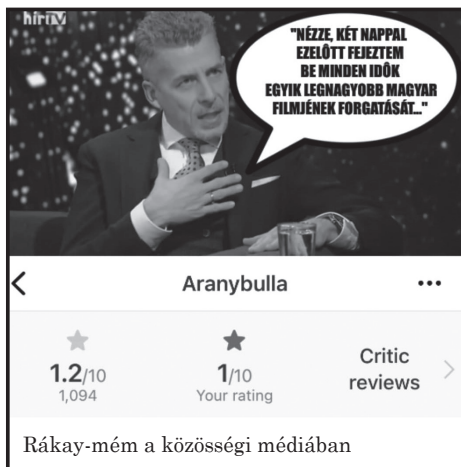 hírTV
"NÉZZE, KÉT NAPPAL
EZELŐTT FEJEZTEM
BE MINDEN IDŐK
EGYIK LEGNAGYOBB MAGYAR
FILMJÉNEK FORGATÁSÁT..."
Aranybulla
1.2/10
1,094
1/10
Your rating
Critic
reviews
Rákay-mém a közösségi médiában